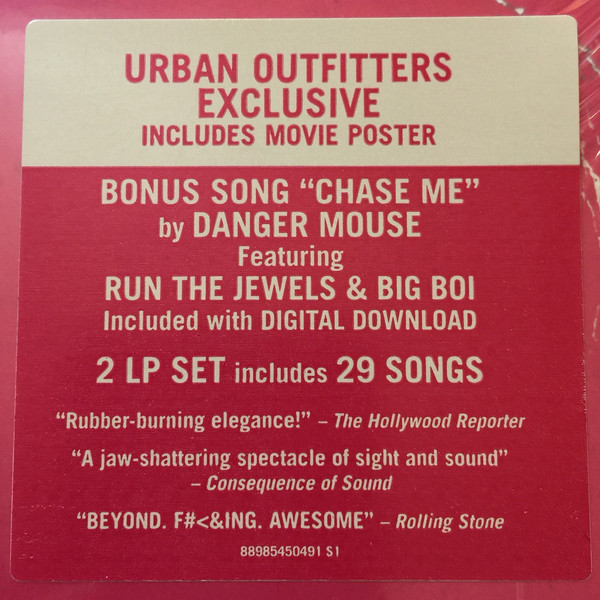 URBAN OUTFITTERS
EXCLUSIVE
INCLUDES MOVIE POSTER
BONUS SONG “CHASE ME”
by DANGER MOUSE
Featuring
RUN THE JEWELS & BIG BOI
Included with DIGITAL DOWNLOAD
2 LP SET includes 29 SONGS
“Rubber-burning elegance!” – The Hollywood Reporter
“A jaw-shattering spectacle of sight and sound”
– Consequence of Sound
“BEYOND. F#<&ING. AWESOME” – Rolling Stone
88985450491 S1